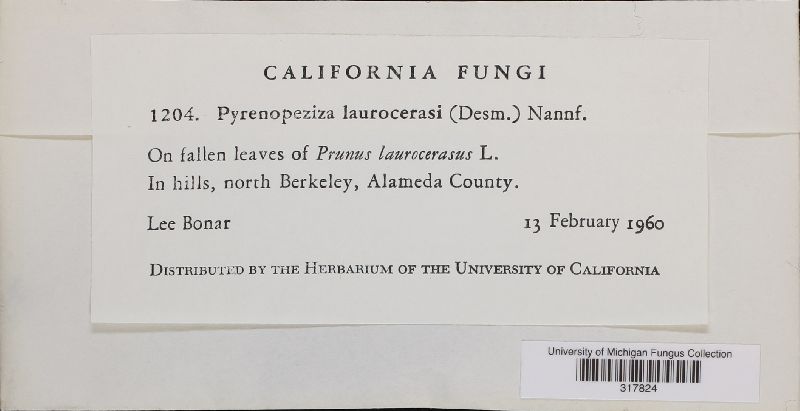 CALIFORNIA FUNGI
1204. Pyrenopeziza laurocerasi (Desm.) Nannf.
On fallen leaves of Prunus laurocerasus L.
In hills, north Berkeley, Alameda County.
Lee Bonar 13 February 1960
DISTRIBUTED BY THE HERBARIUM OF THE UNIVERSITY OF CALIFORNIA
University of Michigan Fungus Collection
317824